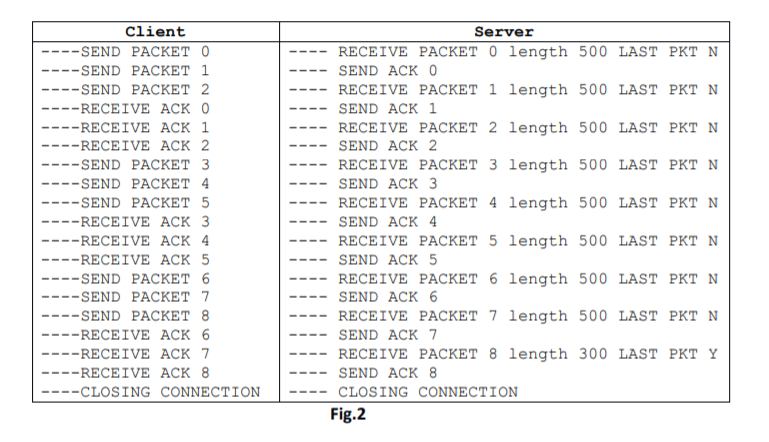 Client Server
----SEND PACKET 0 ---- RECEIVE PACKET 0 length 500 LAST PKT N
----SEND PACKET 1 ---- SEND ACK 0
----SEND PACKET 2 ---- RECEIVE PACKET 1 length 500 LAST PKT N
----RECEIVE ACK 0 ---- SEND ACK 1
----RECEIVE ACK 1 ---- RECEIVE PACKET 2 length 500 LAST PKT N
----RECEIVE ACK 2 ---- SEND ACK 2
----SEND PACKET 3 ---- RECEIVE PACKET 3 length 500 LAST PKT N
----SEND PACKET 4 ---- SEND ACK 3
----SEND PACKET 5 ---- RECEIVE PACKET 4 length 500 LAST PKT N
----RECEIVE ACK 3 ---- SEND ACK 4
----RECEIVE ACK 4 ---- RECEIVE PACKET 5 length 500 LAST PKT N
----RECEIVE ACK 5 ---- SEND ACK 5
----SEND PACKET 6 ---- RECEIVE PACKET 6 length 500 LAST PKT N
----SEND PACKET 7 ---- SEND ACK 6
----SEND PACKET 8 ---- RECEIVE PACKET 7 length 500 LAST PKT N
----RECEIVE ACK 6 ---- SEND ACK 7
----RECEIVE ACK 7 ---- RECEIVE PACKET 8 length 300 LAST PKT Y
----RECEIVE ACK 8 ---- SEND ACK 8
----CLOSING CONNECTION ---- CLOSING CONNECTION
Fig.2